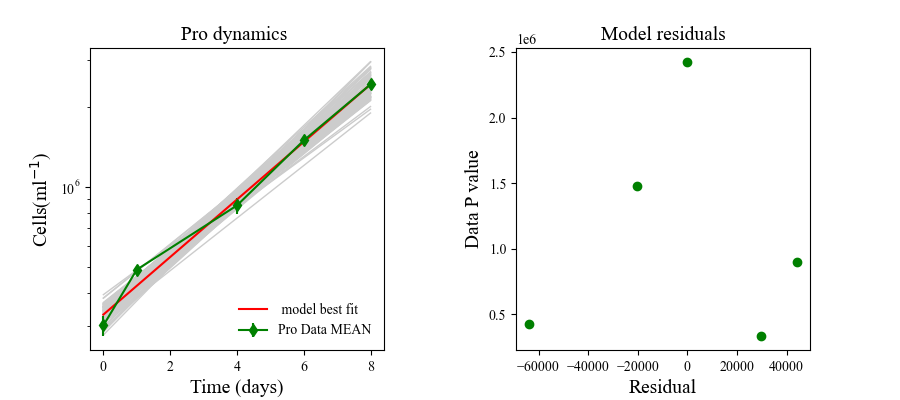 Pro dynamics
Cells(ml⁻¹)
10⁶
0
2
4
6
8
Time (days)
model best fit
Pro Data MEAN
Model residuals
1e6
Data P value
2.5
2.0
1.5
1.0
0.5
−60000
−40000
−20000
0
20000
40000
Residual